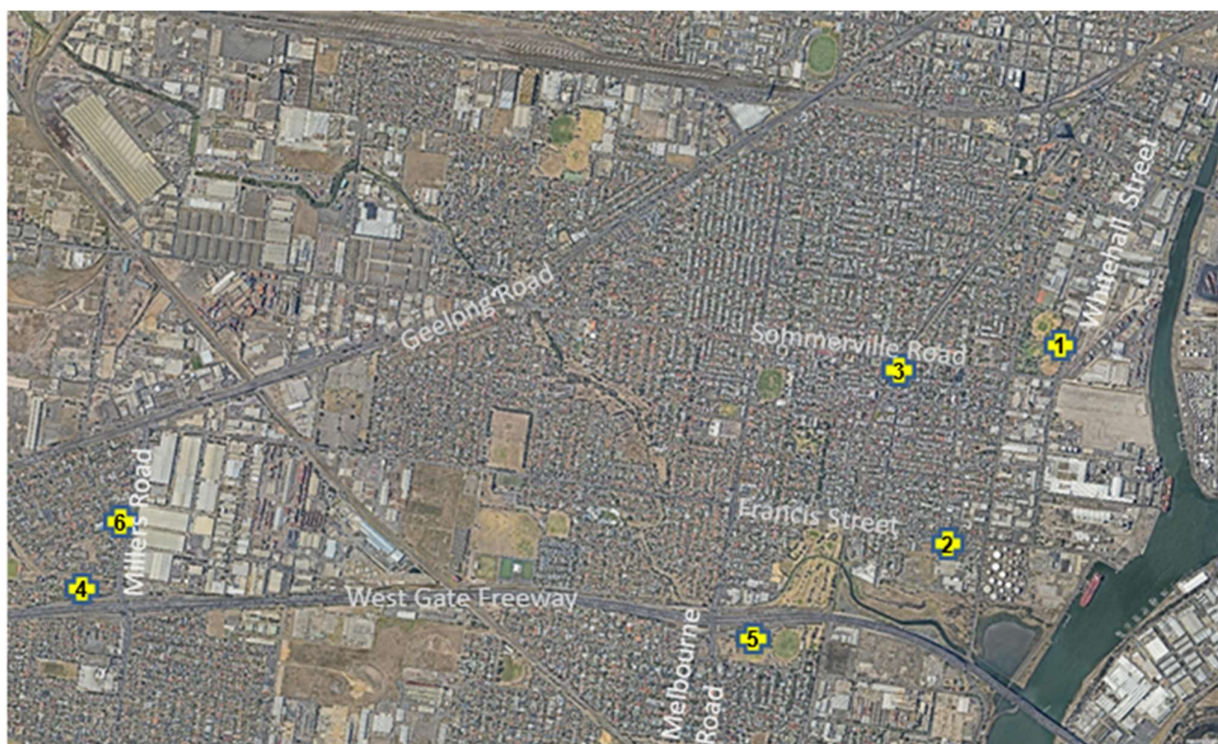 Whitehall Street
Geelong Road
Sommerville Road
1
3
Millers Road
6
Francis Street
2
4
West Gate Freeway
Melbourne
Road
5